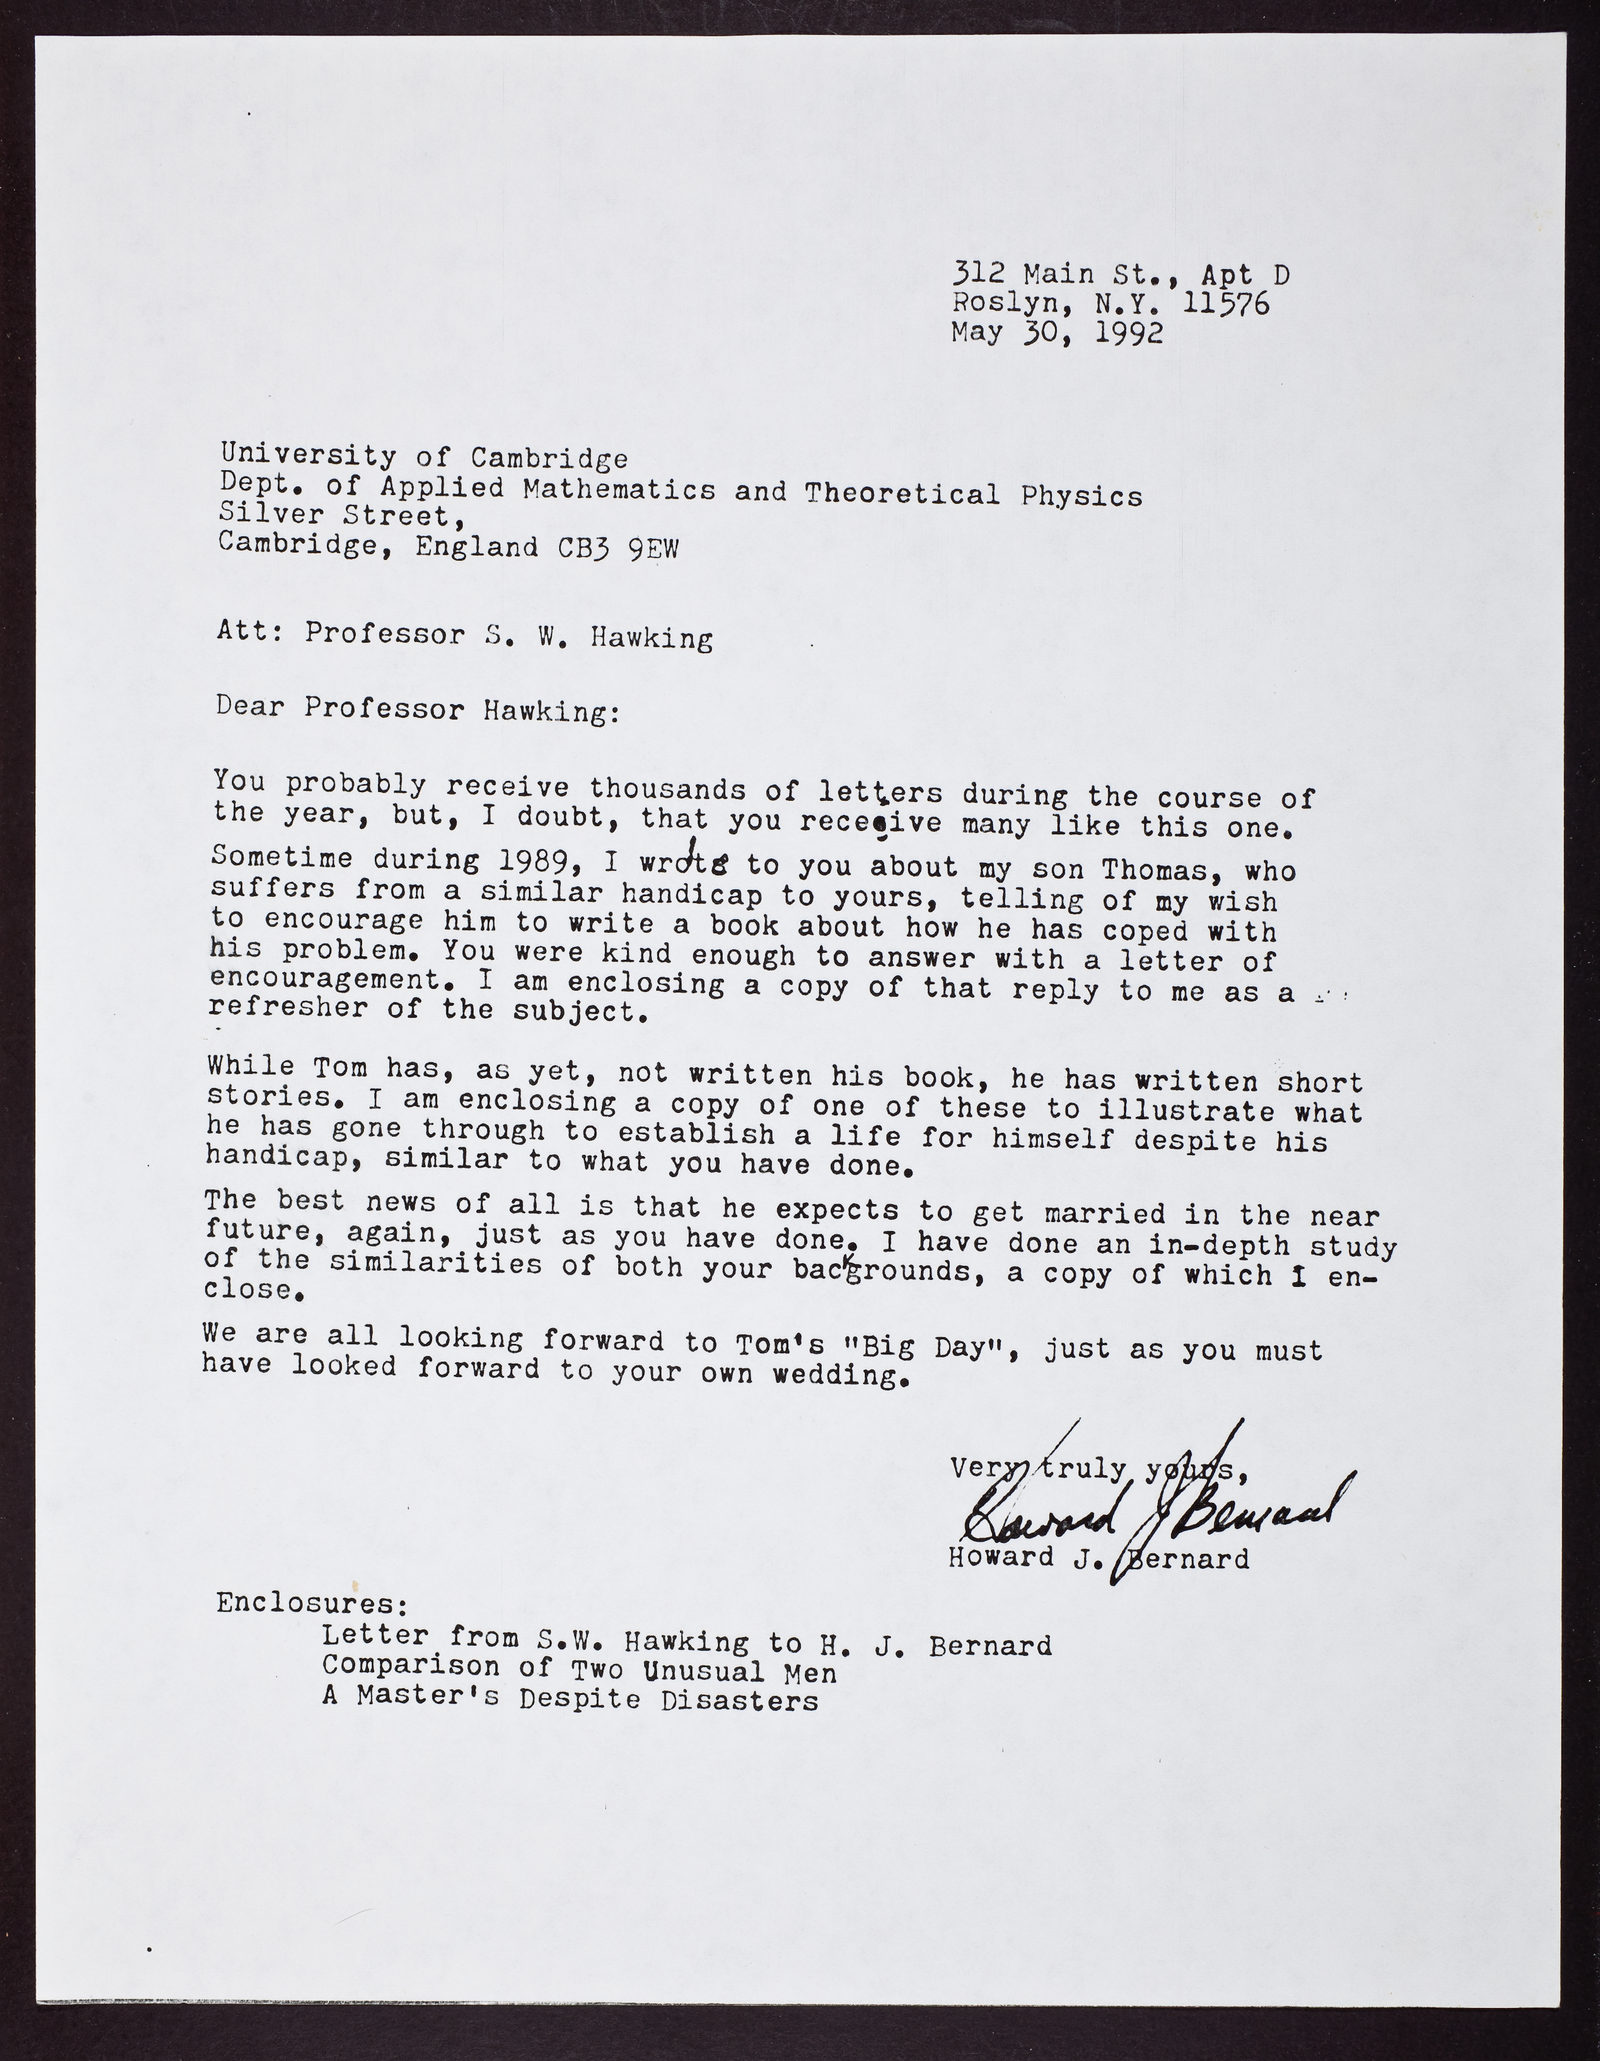 312 Main St., Apt D
Roslyn, N.Y. 11576
May 30, 1992
University of Cambridge
Dept. of Applied Mathematics and Theoretical Physics
Silver Street,
Cambridge, England CB3 9EW
Att: Professor S. W. Hawking
Dear Professor Hawking:
You probably receive thousands of letters during the course of
the year, but, I doubt, that you receive many like this one.
Sometime during 1989, I wrote to you about my son Thomas, who
suffers from a similar handicap to yours, telling of my wish
to encourage him to write a book about how he has coped with
his problem. You were kind enough to answer with a letter of
encouragement. I am enclosing a copy of that reply to me as a
refresher of the subject.
While Tom has, as yet, not written his book, he has written short
stories. I am enclosing a copy of one of these to illustrate what
he has gone through to establish a life for himself despite his
handicap, similar to what you have done.
The best news of all is that he expects to get married in the near
future, again, just as you have done. I have done an in-depth study
of the similarities of both your backgrounds, a copy of which I en-
close.
We are all looking forward to Tom's "Big Day", just as you must
have looked forward to your own wedding.
Very truly yours,
Howard J Bernard
Howard J. Bernard
Enclosures:
Letter from S.W. Hawking to H. J. Bernard
Comparison of Two Unusual Men
A Master's Despite Disasters